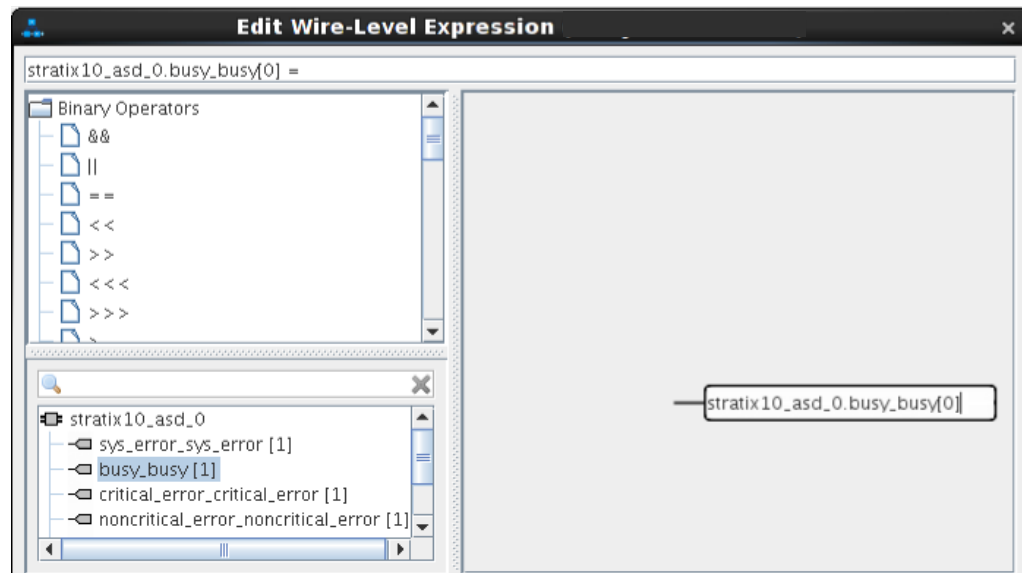 Edit Wire-Level Expression
stratix10_asd_0.busy_busy[0] =
Binary Operators
&&
||
==
<<
>>
<<<
>>>
>
stratix10_asd_0
sys_error_sys_error [1]
busy_busy [1]
critical_error_critical_error [1]
noncritical_error_noncritical_error [1]
stratix10_asd_0.busy_busy[0]